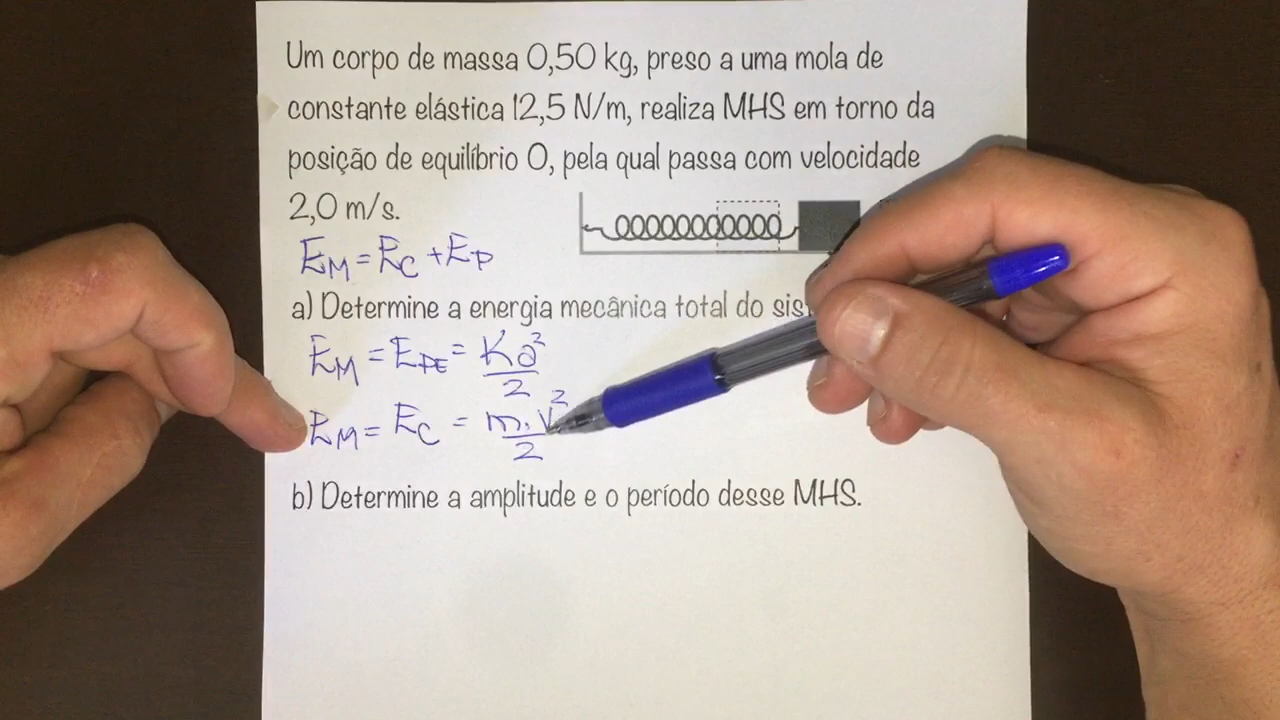 Um corpo de massa 0,50 kg, preso a uma mola de
constante elástica 12,5 N/m, realiza MHS em torno da
posição de equilíbrio O, pela qual passa com velocidade
2,0 m/s.
EM = EC + EP
a) Determine a energia mecânica total do
EM = EPE = Ka²/2
EM = EC = m.v²/2
b) Determine a amplitude e o período desse MHS.